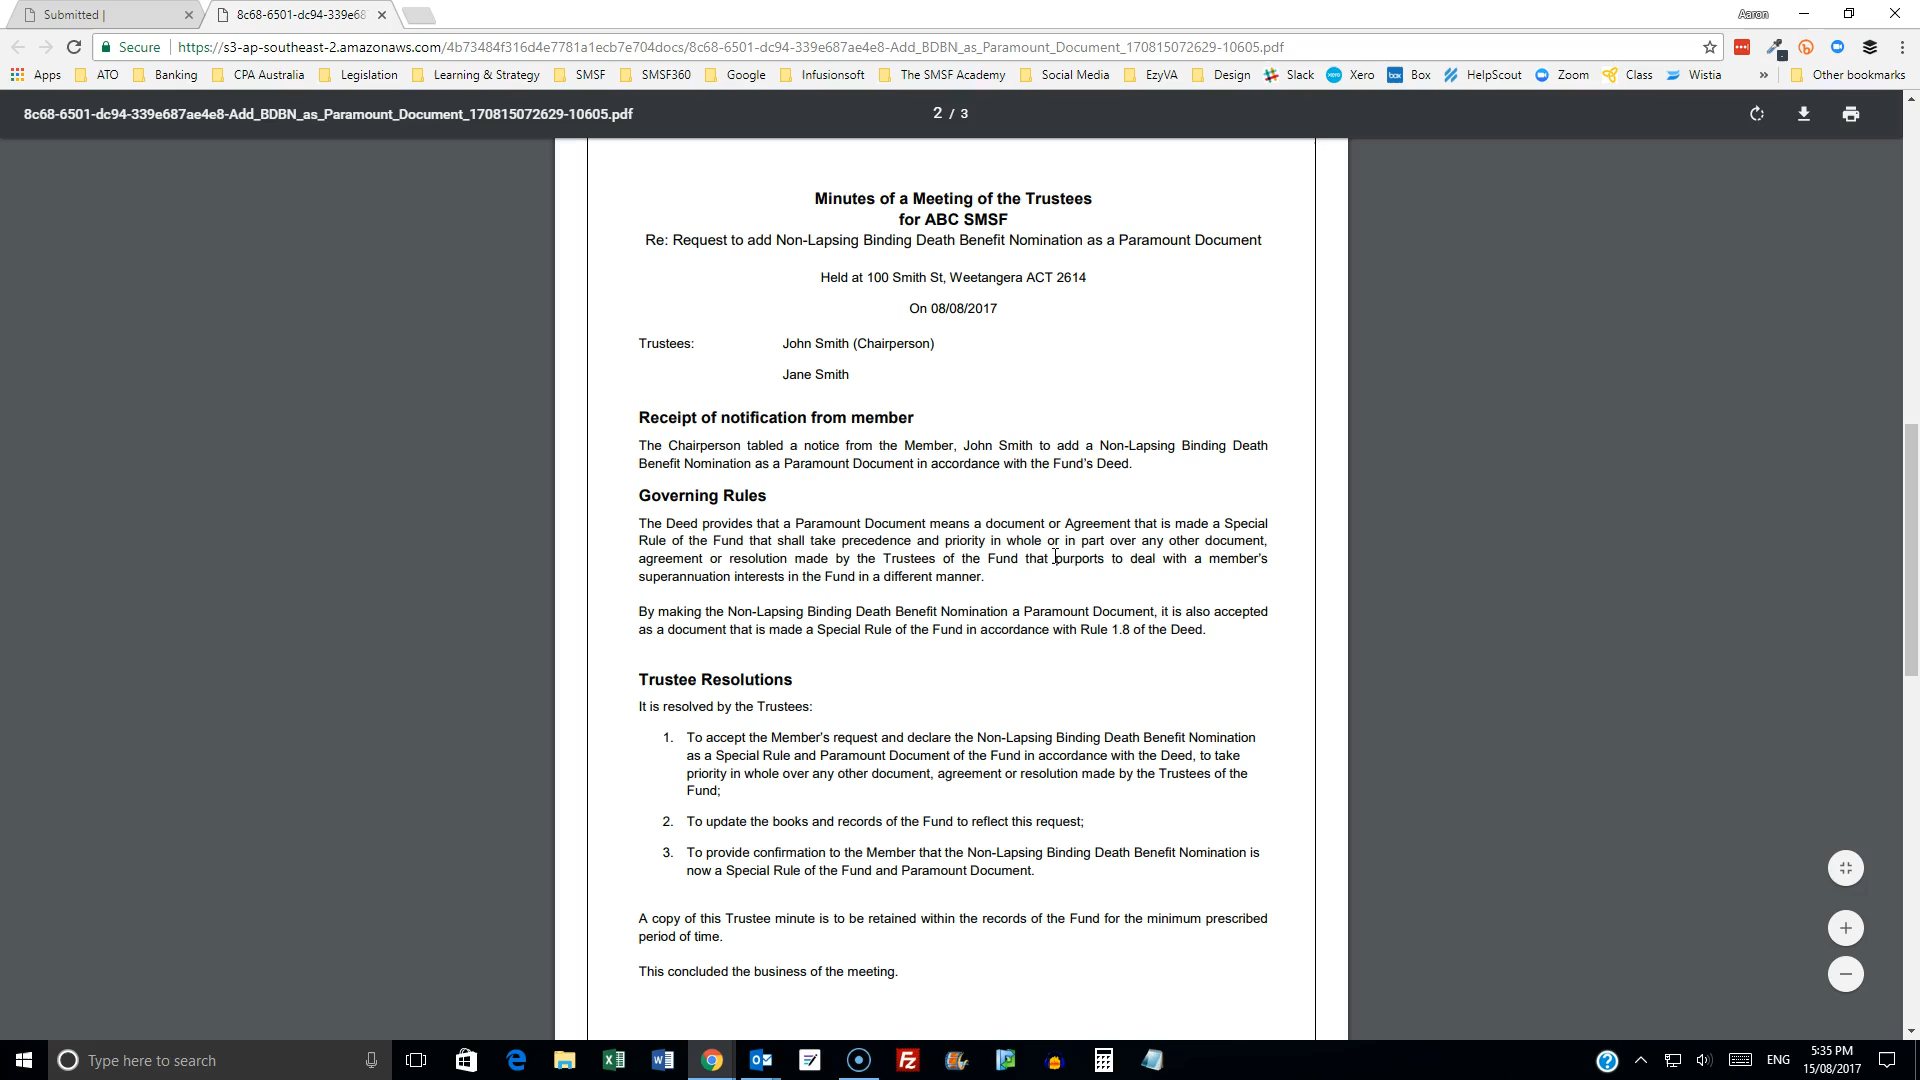 Submitted |
8c68-6501-dc94-339e68
Aaron
Secure
https://s3-ap-southeast-2.amazonaws.com/4b73484f316d4e7781a1ecb7e704docs/8c68-6501-dc94-339e687ae4e8-Add_BDBN_as_Paramount_Document_170815072629-10605.pdf
Apps ATO Banking CPA Australia Legislation Learning & Strategy SMSF SMSF360 Google Infusionsoft The SMSF Academy Social Media EzyVA Design Slack Xero Box HelpScout Zoom Class Wistia » Other bookmarks
8c68-6501-dc94-339e687ae4e8-Add_BDBN_as_Paramount_Document_170815072629-10605.pdf
2 / 3
Minutes of a Meeting of the Trustees
for ABC SMSF
Re: Request to add Non-Lapsing Binding Death Benefit Nomination as a Paramount Document
Held at 100 Smith St, Weetangera ACT 2614
On 08/08/2017
Trustees: John Smith (Chairperson)
Jane Smith
Receipt of notification from member
The Chairperson tabled a notice from the Member, John Smith to add a Non-Lapsing Binding Death
Benefit Nomination as a Paramount Document in accordance with the Fund's Deed.
Governing Rules
The Deed provides that a Paramount Document means a document or Agreement that is made a Special
Rule of the Fund that shall take precedence and priority in whole or in part over any other document,
agreement or resolution made by the Trustees of the Fund that purports to deal with a member's
superannuation interests in the Fund in a different manner.
By making the Non-Lapsing Binding Death Benefit Nomination a Paramount Document, it is also accepted
as a document that is made a Special Rule of the Fund in accordance with Rule 1.8 of the Deed.
Trustee Resolutions
It is resolved by the Trustees:
1. To accept the Member's request and declare the Non-Lapsing Binding Death Benefit Nomination
as a Special Rule and Paramount Document of the Fund in accordance with the Deed, to take
priority in whole over any other document, agreement or resolution made by the Trustees of the
Fund;
2. To update the books and records of the Fund to reflect this request;
3. To provide confirmation to the Member that the Non-Lapsing Binding Death Benefit Nomination is
now a Special Rule of the Fund and Paramount Document.
A copy of this Trustee minute is to be retained within the records of the Fund for the minimum prescribed
period of time.
This concluded the business of the meeting.
Type here to search
ENG
5:35 PM
15/08/2017